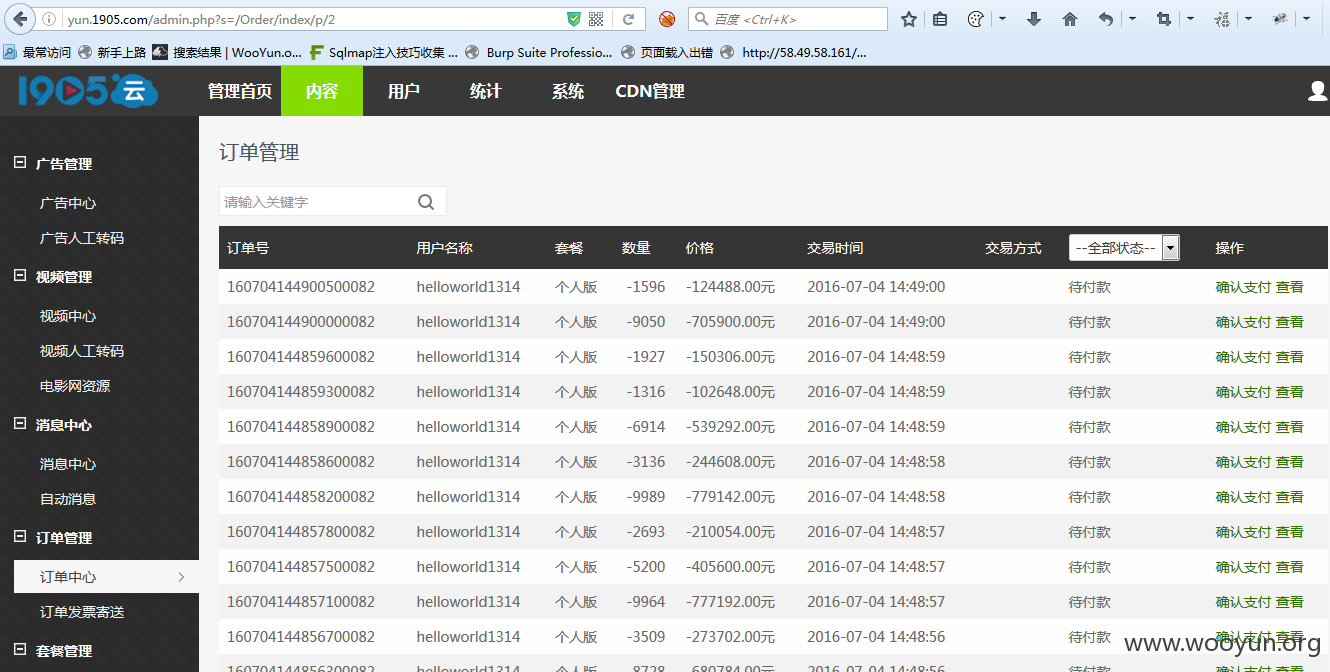 yun.1905.com/admin.php?s=/Order/index/p/2
百度 <Ctrl+K>
最常访问 新手上路 搜索结果 | WooYun.o... Sqlmap注入技巧收集 ... Burp Suite Professio... 页面载入出错 http://58.49.58.161/...
1905云 管理首页 内容 用户 统计 系统 CDN管理
广告管理
广告中心
广告人工转码
视频管理
视频中心
视频人工转码
电影网资源
消息中心
消息中心
自动消息
订单管理
订单中心
订单发票寄送
套餐管理
订单管理
请输入关键字
订单号 用户名称 套餐 数量 价格 交易时间 交易方式 --全部状态-- 操作
160704144900500082 helloworld1314 个人版 -1596 -124488.00元 2016-07-04 14:49:00 待付款 确认支付 查看
160704144900000082 helloworld1314 个人版 -9050 -705900.00元 2016-07-04 14:49:00 待付款 确认支付 查看
160704144859600082 helloworld1314 个人版 -1927 -150306.00元 2016-07-04 14:48:59 待付款 确认支付 查看
160704144859300082 helloworld1314 个人版 -1316 -102648.00元 2016-07-04 14:48:59 待付款 确认支付 查看
160704144858900082 helloworld1314 个人版 -6914 -539292.00元 2016-07-04 14:48:59 待付款 确认支付 查看
160704144858600082 helloworld1314 个人版 -3136 -244608.00元 2016-07-04 14:48:58 待付款 确认支付 查看
160704144858200082 helloworld1314 个人版 -9989 -779142.00元 2016-07-04 14:48:58 待付款 确认支付 查看
160704144857800082 helloworld1314 个人版 -2693 -210054.00元 2016-07-04 14:48:57 待付款 确认支付 查看
160704144857500082 helloworld1314 个人版 -5200 -405600.00元 2016-07-04 14:48:57 待付款 确认支付 查看
160704144857100082 helloworld1314 个人版 -9964 -777192.00元 2016-07-04 14:48:57 待付款 确认支付 查看
160704144856700082 helloworld1314 个人版 -3509 -273702.00元 2016-07-04 14:48:56 待付款 确认支付 查看
160704144856300082 helloworld1314 个人版 -8728 -680784.00元 2016-07-04 14:48:56 待付款 确认支付 查看
www.wooyun.org